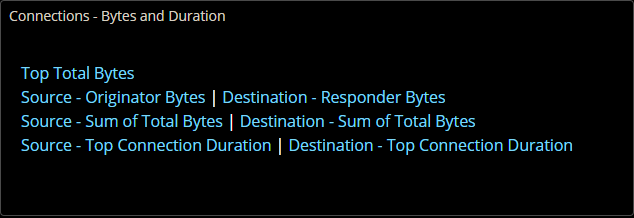 Connections - Bytes and Duration
Top Total Bytes
Source - Originator Bytes | Destination - Responder Bytes
Source - Sum of Total Bytes | Destination - Sum of Total Bytes
Source - Top Connection Duration | Destination - Top Connection Duration